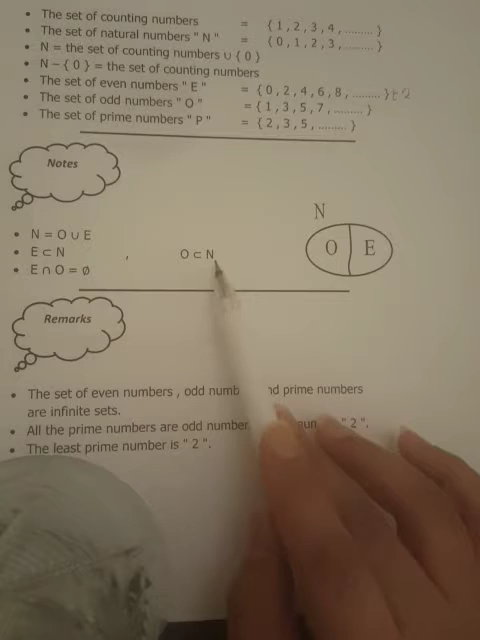 • The set of counting numbers = { 1 , 2 , 3 , 4 , ......... }
• The set of natural numbers " N " = { 0 , 1 , 2 , 3 , ......... }
• N = the set of counting numbers ∪ { 0 }
• N – { 0 } = the set of counting numbers
• The set of even numbers " E " = { 0 , 2 , 4 , 6 , 8 , ......... }
• The set of odd numbers " O " = { 1 , 3 , 5 , 7 , ......... }
• The set of prime numbers " P " = { 2 , 3 , 5 , ......... }
Notes
N
• N = O ∪ E
• E ⊂ N , O ⊂ N
O E
• E ∩ O = ø
Remarks
• The set of even numbers , odd numb nd prime numbers
are infinite sets.
• All the prime numbers are odd number " 2 ".
• The least prime number is " 2 ".